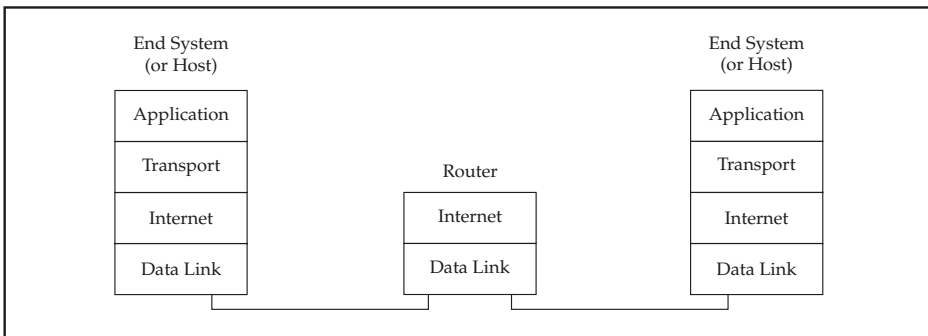 End System
(or Host)
Application
Transport
Internet
Data Link
Router
Internet
Data Link
End System
(or Host)
Application
Transport
Internet
Data Link